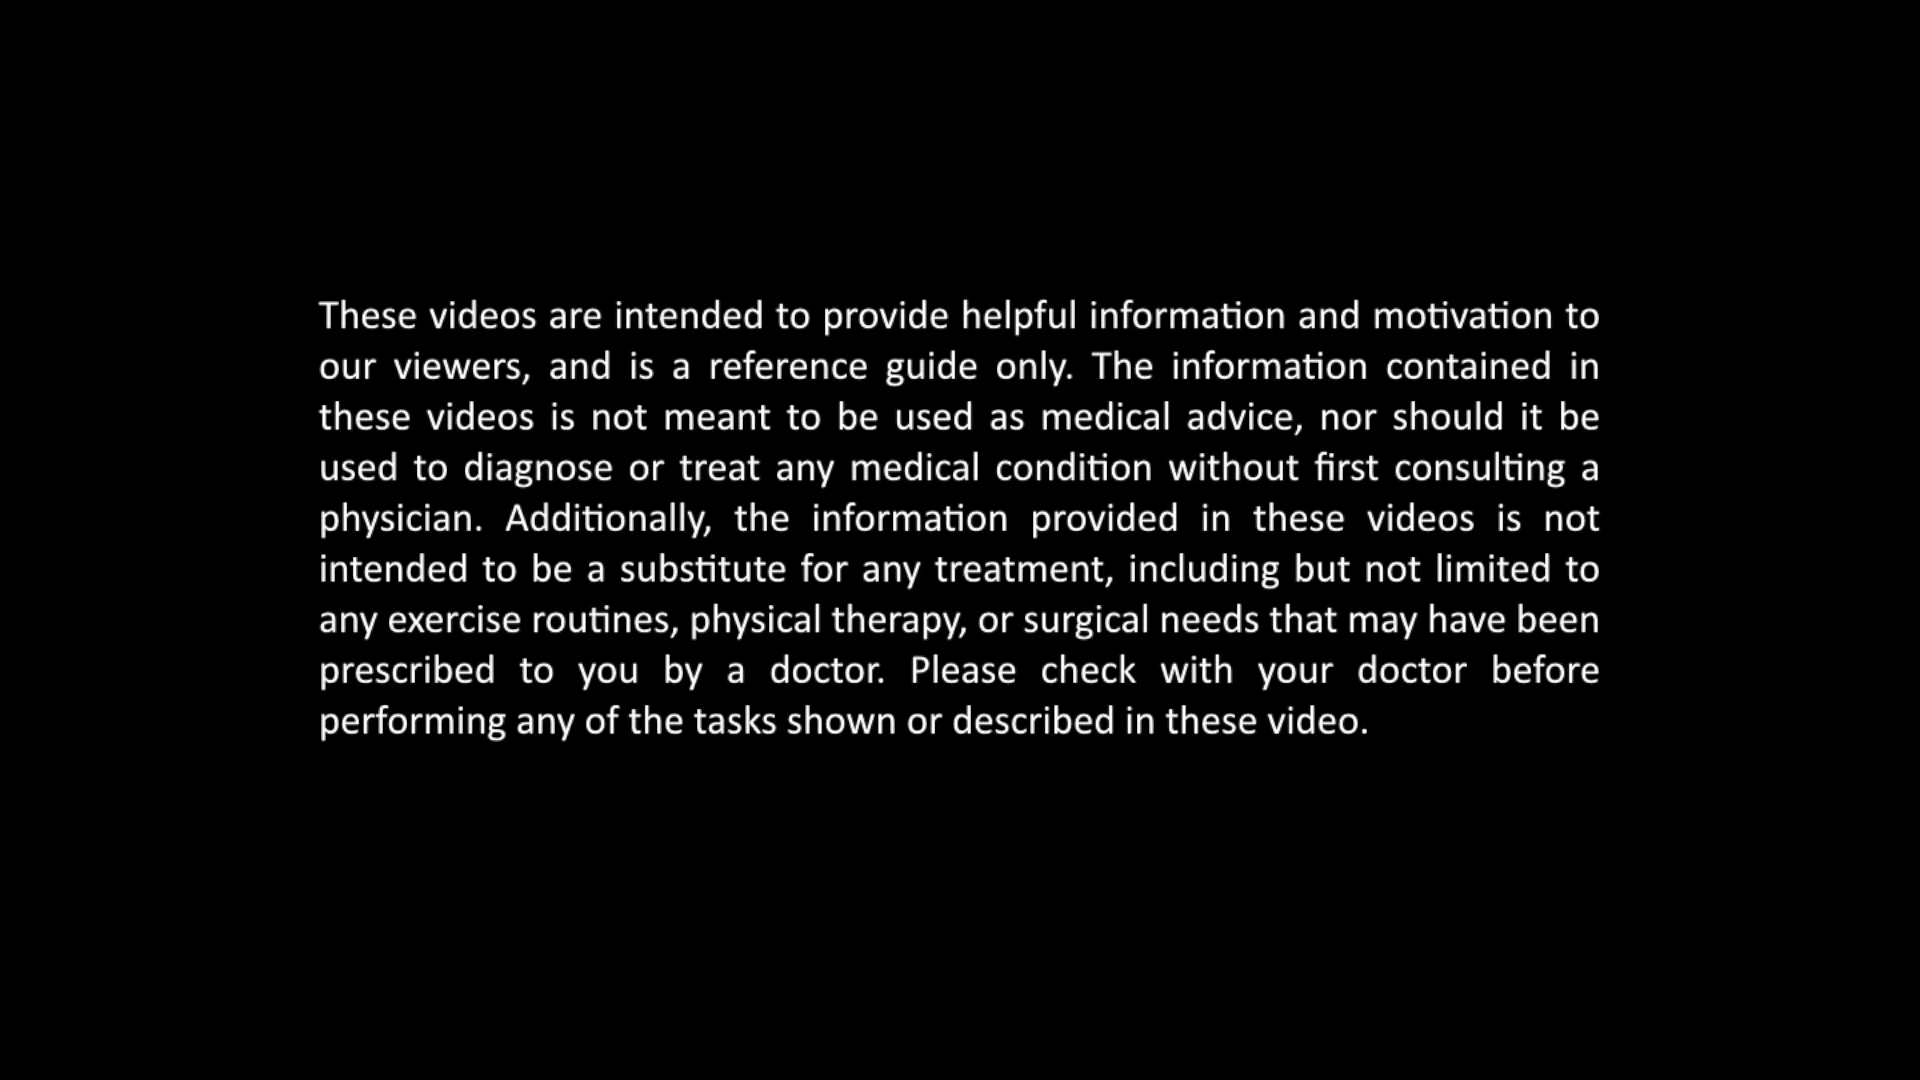 These videos are intended to provide helpful information and motivation to
our viewers, and is a reference guide only. The information contained in
these videos is not meant to be used as medical advice, nor should it be
used to diagnose or treat any medical condition without first consulting a
physician. Additionally, the information provided in these videos is not
intended to be a substitute for any treatment, including but not limited to
any exercise routines, physical therapy, or surgical needs that may have been
prescribed to you by a doctor. Please check with your doctor before
performing any of the tasks shown or described in these video.